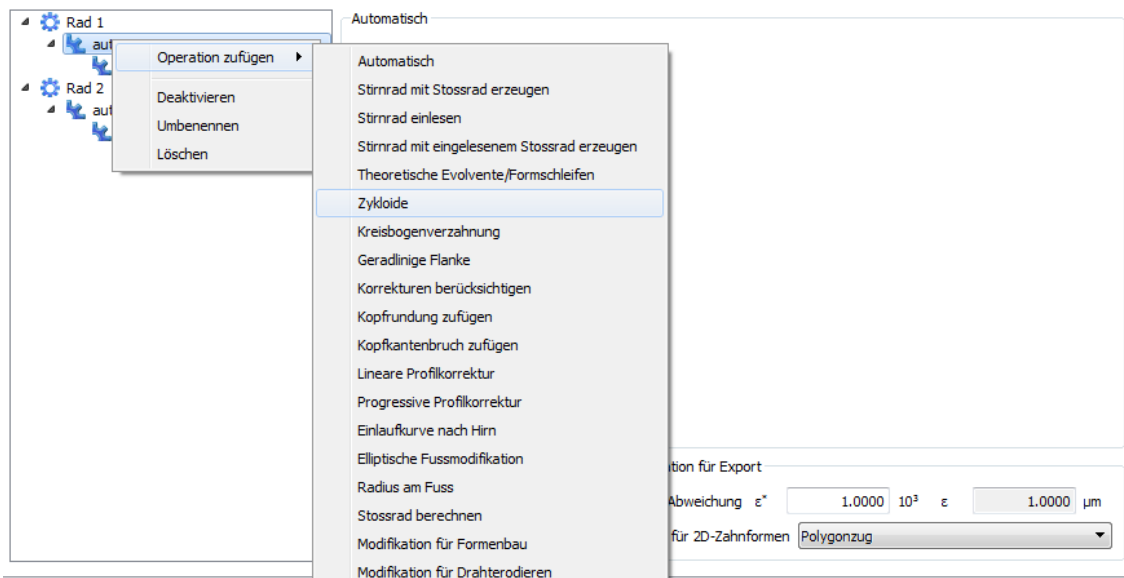 Rad 1
aut
Rad 2
aut
Operation zufügen
Deaktivieren
Umbenennen
Löschen
Automatisch
Stirnrad mit Stossrad erzeugen
Stirnrad einlesen
Stirnrad mit eingelesenem Stossrad erzeugen
Theoretische Evolvente/Formschleifen
Zykloide
Kreisbogenverzahnung
Geradlinige Flanke
Korrekturen berücksichtigen
Kopfrundung zufügen
Kopfkantenbruch zufügen
Lineare Profilkorrektur
Progressive Profilkorrektur
Einlaufkurve nach Hirn
Elliptische Fussmodifikation
Radius am Fuss
Stossrad berechnen
Modifikation für Formenbau
Modifikation für Drahterodieren
Automatisch
tion für Export
Abweichung ε* 1.0000 10³ ε 1.0000 µm
für 2D-Zahnformen Polygonzug